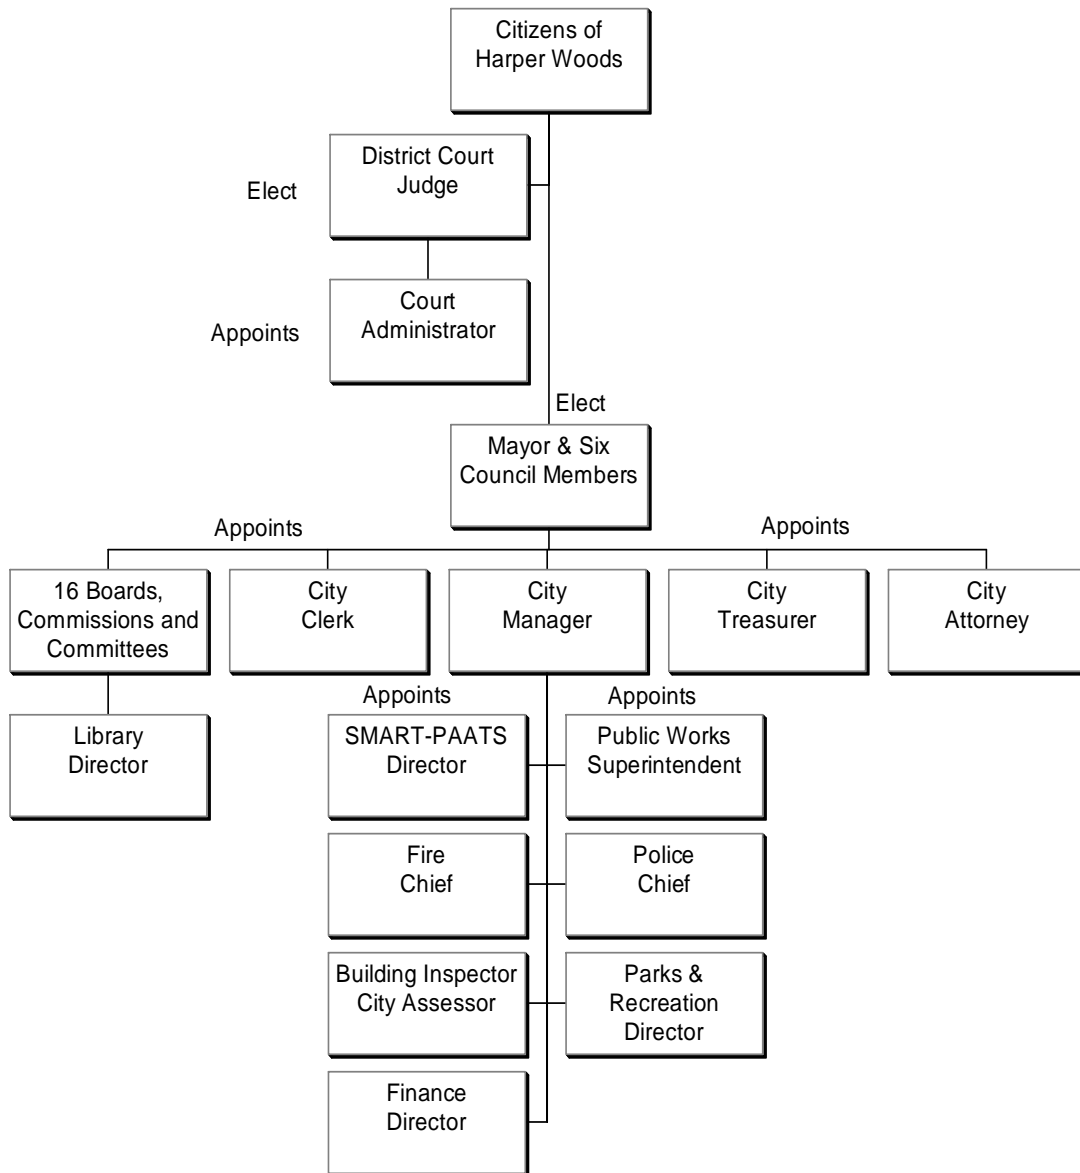 Citizens of
Harper Woods
District Court
Judge
Elect
Court
Administrator
Appoints
Elect
Mayor & Six
Council Members
Appoints
Appoints
16 Boards,
Commissions and
Committees
City
Clerk
City
Manager
City
Treasurer
City
Attorney
Appoints
Appoints
Library
Director
SMART-PAATS
Director
Public Works
Superintendent
Fire
Chief
Police
Chief
Building Inspector
City Assessor
Parks &
Recreation
Director
Finance
Director